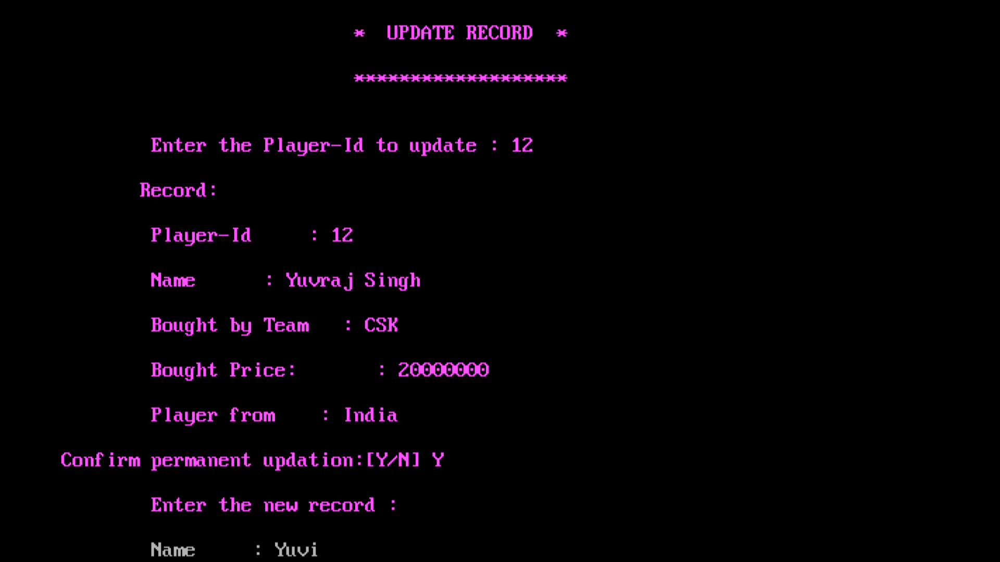 * UPDATE RECORD *
*******************
Enter the Player-Id to update : 12
Record:
Player-Id : 12
Name : Yuvraj Singh
Bought by Team : CSK
Bought Price: : 20000000
Player from : India
Confirm permanent updation:[Y/N] Y
Enter the new record :
Name : Yuvi